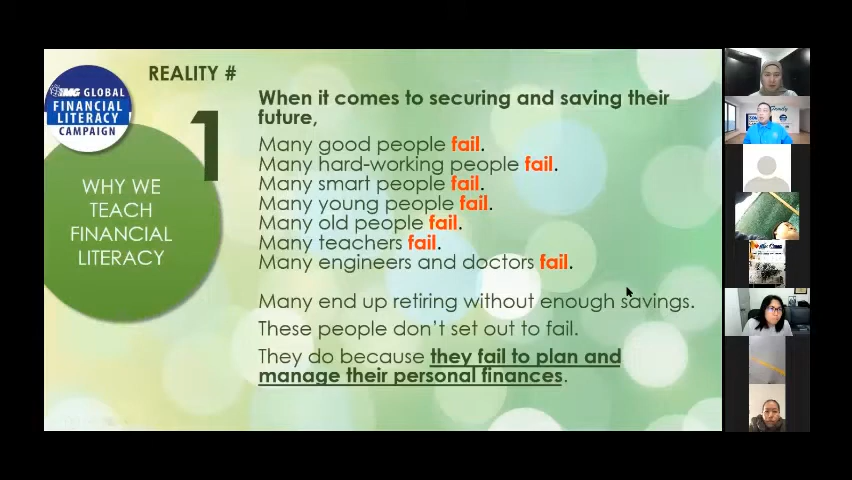 REALITY #
1
IMG GLOBAL
FINANCIAL
LITERACY
CAMPAIGN
WHY WE
TEACH
FINANCIAL
LITERACY
When it comes to securing and saving their
future,
Many good people fail.
Many hard-working people fail.
Many smart people fail.
Many young people fail.
Many old people fail.
Many teachers fail.
Many engineers and doctors fail.
Many end up retiring without enough savings.
These people don't set out to fail.
They do because they fail to plan and
manage their personal finances.